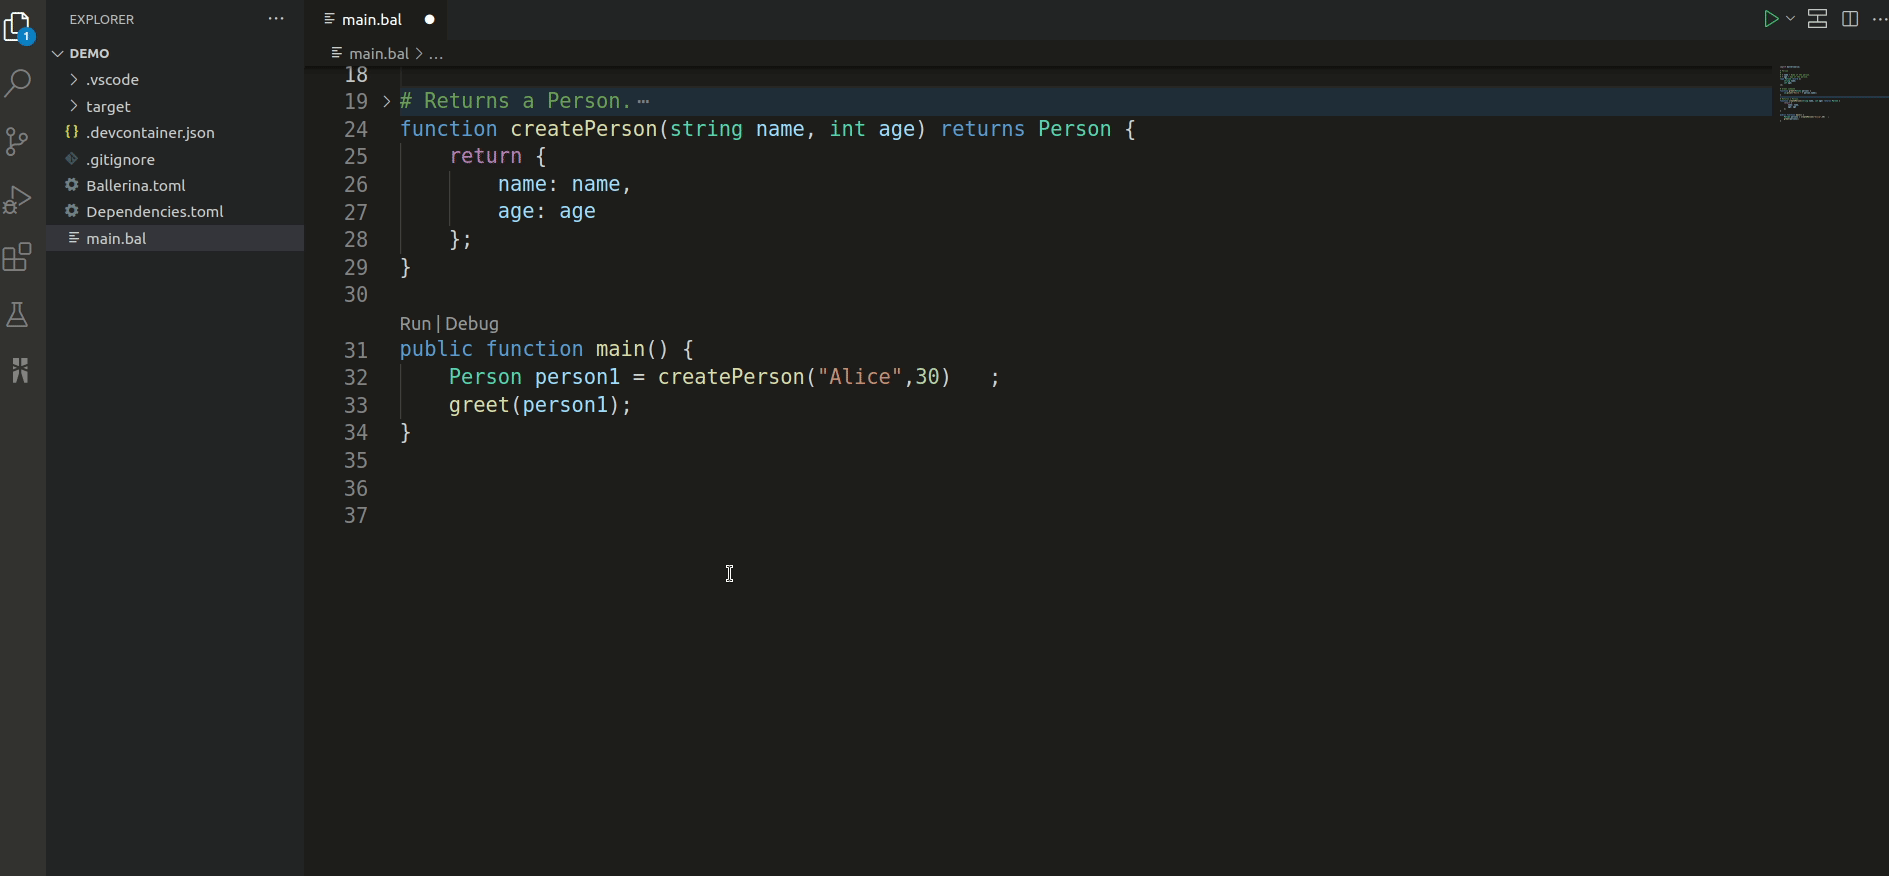 EXPLORER ···
DEMO
.vscode
target
{} .devcontainer.json
.gitignore
Ballerina.toml
Dependencies.toml
main.bal
1
main.bal
main.bal > ...
18
19 # Returns a Person. ···
24 function createPerson(string name, int age) returns Person {
25     return {
26         name: name,
27         age: age
28     };
29 }
30
Run | Debug
31 public function main() {
32     Person person1 = createPerson("Alice",30)   ;
33     greet(person1);
34 }
35
36
37